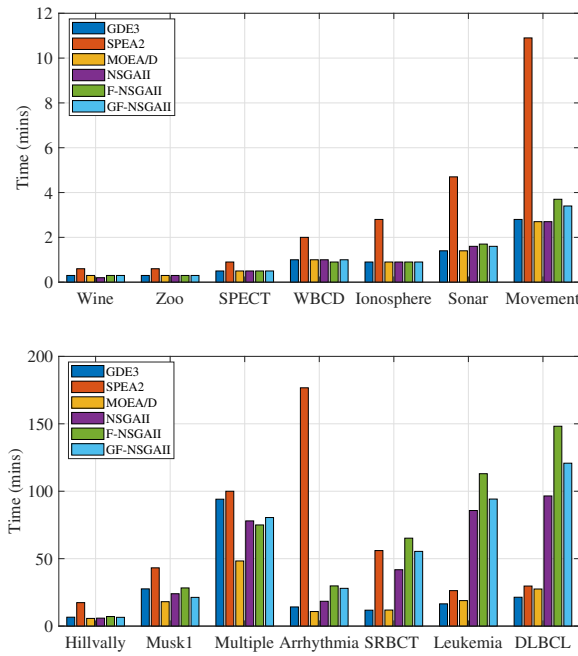 12
10
8
6
4
2
0
Time (mins)
GDE3
SPEA2
MOEA/D
NSGAII
F-NSGAII
GF-NSGAII
Wine Zoo SPECT WBCD Ionosphere Sonar Movement
200
150
100
50
0
Time (mins)
GDE3
SPEA2
MOEA/D
NSGAII
F-NSGAII
GF-NSGAII
Hillvally Musk1 Multiple Arrhythmia SRBCT Leukemia DLBCL